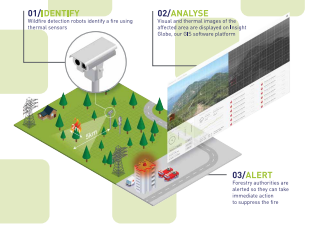 01/IDENTIFY
Wildfire detection robots identify a fire using
thermal sensors
02/ANALYSE
Visual and thermal images of the
affected area are displayed on Insight
Globe, our GIS software platform
5km
03/ALERT
Forestry authorities are
alerted so they can take
immediate action
to suppress the fire